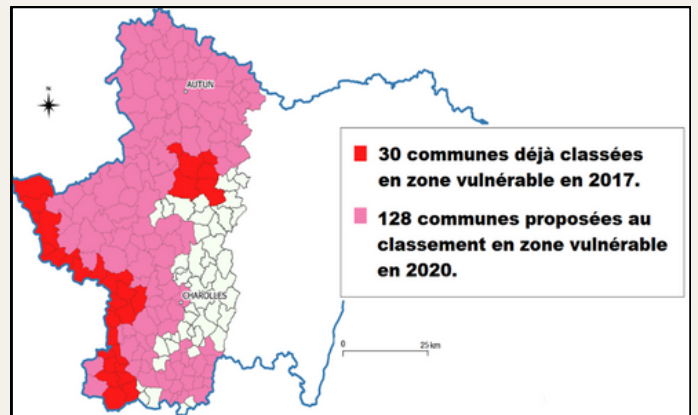 N
AUTUN
30 communes déjà classées
en zone vulnérable en 2017.
128 communes proposées au
classement en zone vulnérable
en 2020.
CHAROLLES
0 25 km